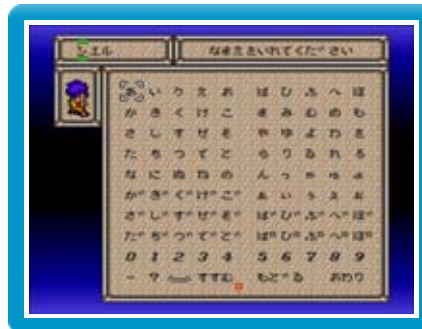 シエル
なまえをいれてください
あ い う え お は ひ ふ へ ほ
か き く け こ ま み む め も
さ し す せ そ や ゆ よ わ を
た ち つ て と ら り る れ ろ
な に ぬ ね の ん っ ゃ ゅ ょ
が ぎ ぐ げ ご ぁ ぃ ぅ ぇ ぉ
ざ じ ず ぜ ぞ ば び ぶ べ ぼ
だ ぢ づ で ど ぱ ぴ ぷ ぺ ぽ
0 1 2 3 4 5 6 7 8 9
- ? すすむ もどる おわり